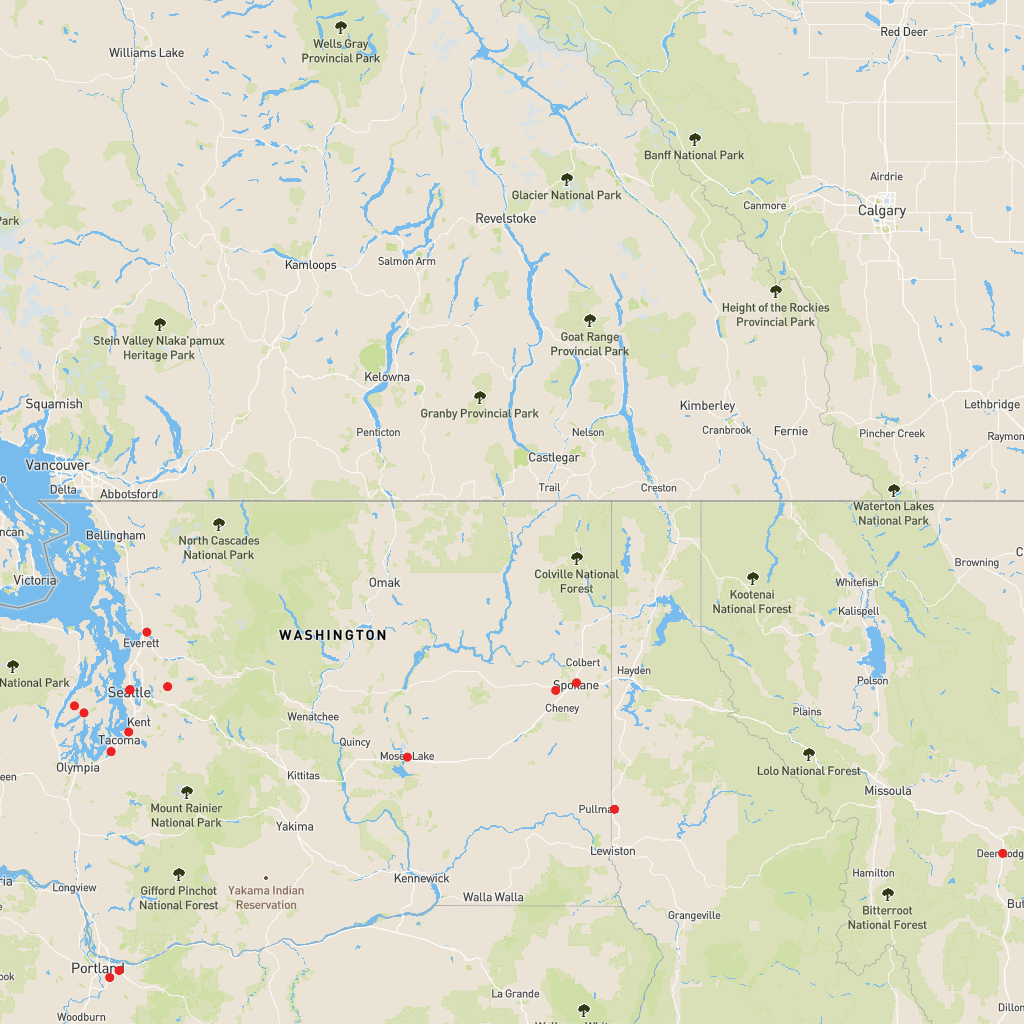 Red Deer
Wells Gray
Provincial Park
Williams Lake
Banff National Park
Airdrie
Glacier National Park
Canmore
Calgary
Park
Revelstoke
Salmon Arm
Kamloops
Height of the Rockies
Provincial Park
Stein Valley Nlaka'pamux
Heritage Park
Goat Range
Provincial Park
Kelowna
Squamish
Granby Provincial Park
Kimberley
Lethbridge
Penticton
Nelson
Cranbrook
Fernie
Pincher Creek
Raymon
Castlegar
Vancouver
Delta
Abbotsford
Trail
Creston
Waterton Lakes
National Park
ncan
Bellingham
North Cascades
National Park
Victoria
Browning
C
Colville National
Forest
Omak
Kootenai
National Forest
Whitefish
Kalispell
WASHINGTON
Everett
Colbert
Hayden
National Park
Seattle
Spokane
Polson
Cheney
Wenatchee
Kent
Plains
Tacoma
Quincy
Moses Lake
Olympia
Kittitas
Lolo National Forest
een
Missoula
Mount Rainier
National Park
Pullma
Yakima
Lewiston
Deer Lodge
Hamilton
ria
Longview
Gifford Pinchot
National Forest
Yakama Indian
Reservation
Kennewick
Walla Walla
Bitterroot
National Forest
But
Grangeville
Portland
ook
La Grande
Dillon
Woodburn